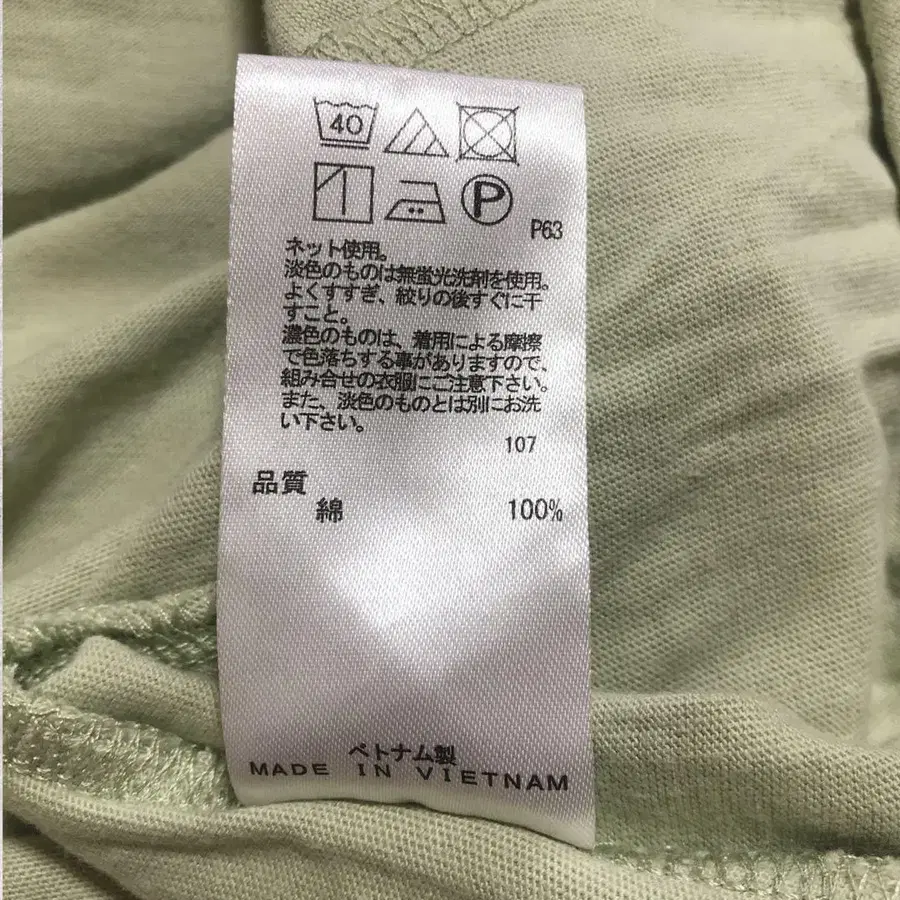 40
P
P63
ネット使用。
淡色のものは無蛍光洗剤を使用。
よくすすぎ、絞りの後すぐに干
すこと。
濃色のものは、着用による摩擦
で色落ちする事がありますので、
組み合せの衣服にご注意下さい。
また、淡色のものとは別にお洗
い下さい。
107
品質
綿 100%
ベトナム製
MADE IN VIETNAM